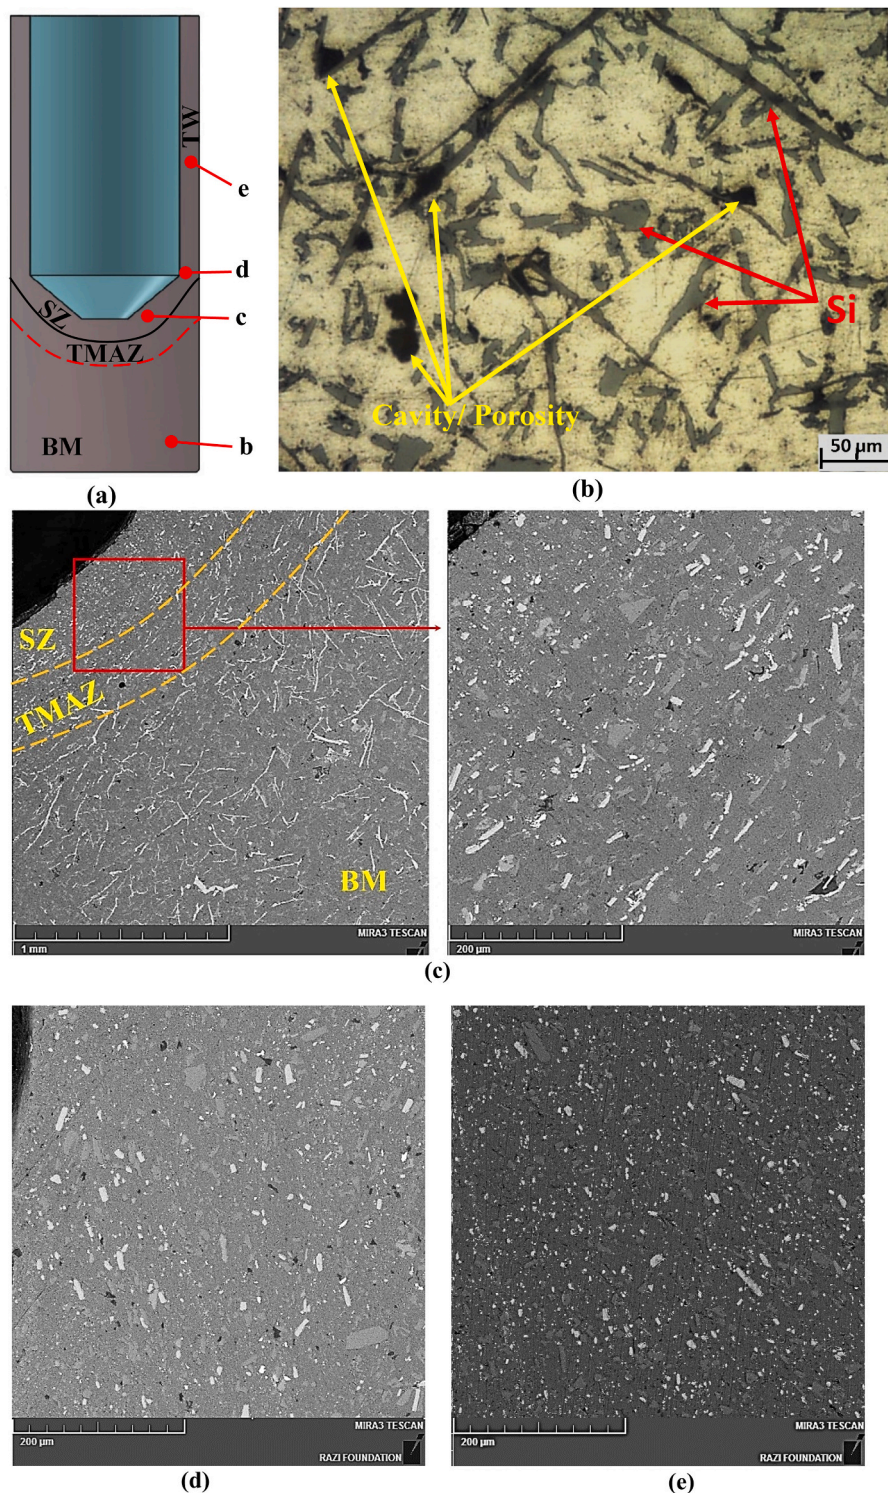 TW
e
d
SZ
c
TMAZ
BM
b
(a)
Si
Cavity/ Porosity
50 µm
(b)
SZ
TMAZ
BM
1 mm
MIRA3 TESCAN
200 µm
MIRA3 TESCAN
(c)
200 µm
MIRA3 TESCAN
RAZI FOUNDATION
(d)
200 µm
MIRA3 TESCAN
RAZI FOUNDATION
(e)